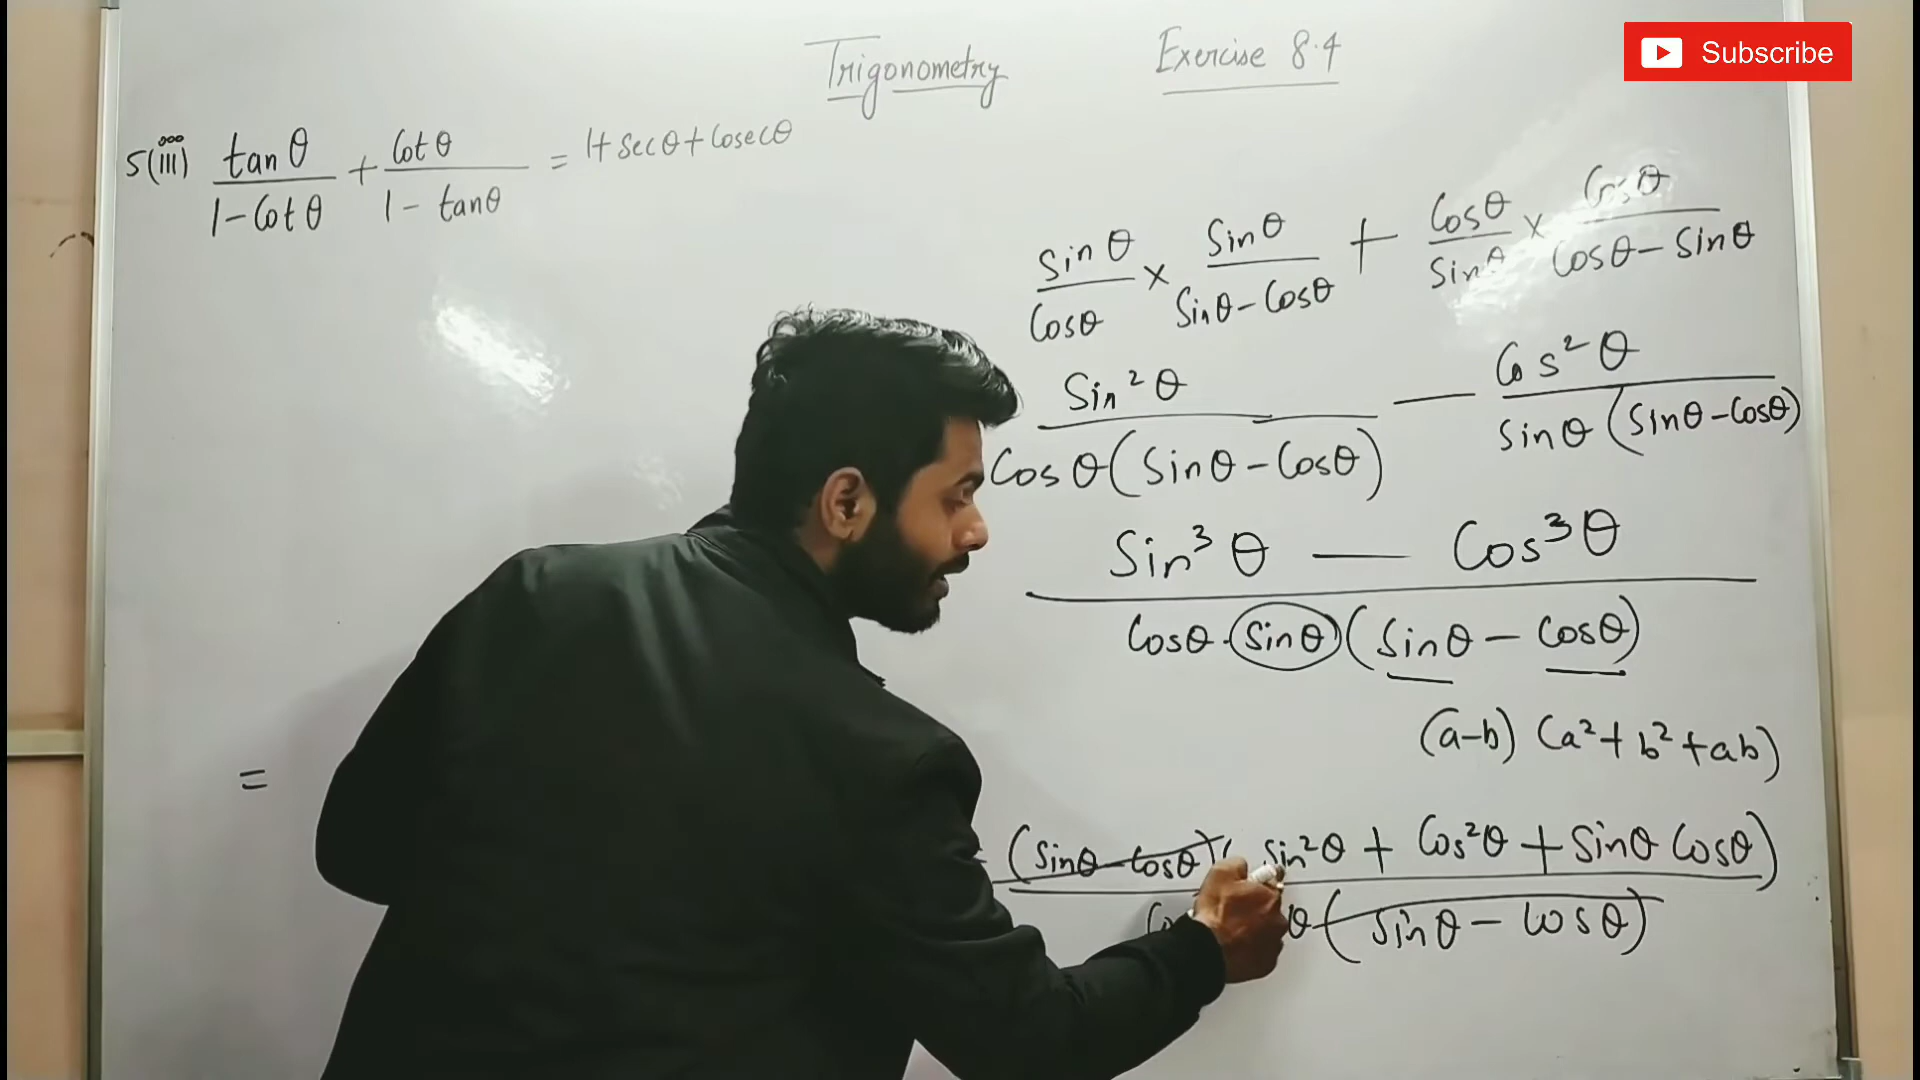 Trigonometry Exercise 8.4
Subscribe
5(iii) tanθ/1-Cotθ + Cotθ/1-tanθ = 1+Secθ+Cosecθ
Sinθ/Cosθ × Sinθ/Sinθ-Cosθ + Cosθ/Sinθ × Cosθ/Cosθ-Sinθ
Sin²θ/Cosθ(Sinθ-Cosθ) - Cos²θ/Sinθ(Sinθ-Cosθ)
Sin³θ - Cos³θ
Cosθ.Sinθ(Sinθ-Cosθ)
(a-b) (a²+b²+ab)
=
(Sinθ-Cosθ)(Sin²θ + Cos²θ + Sinθ Cosθ)
θ(Sinθ-Cosθ)